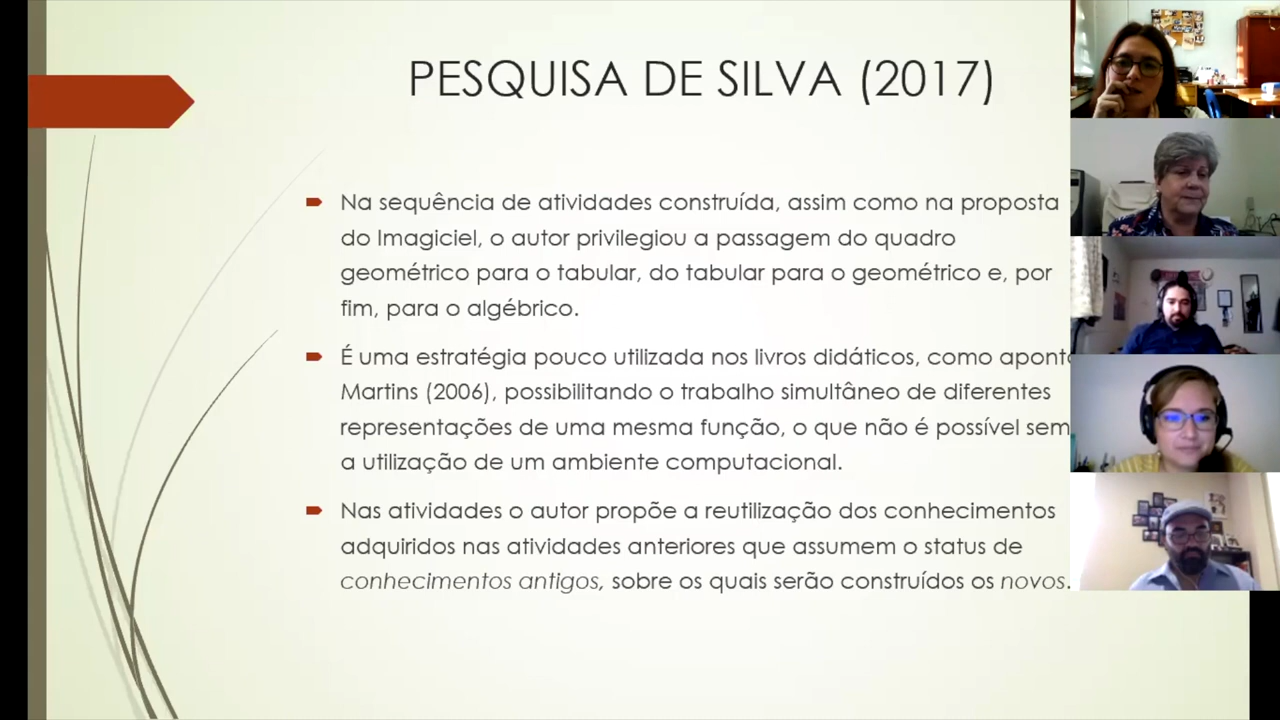 PESQUISA DE SILVA (2017)
Na sequência de atividades construída, assim como na proposta
do Imagiciel, o autor privilegiou a passagem do quadro
geométrico para o tabular, do tabular para o geométrico e, por
fim, para o algébrico.
É uma estratégia pouco utilizada nos livros didáticos, como aponta
Martins (2006), possibilitando o trabalho simultâneo de diferentes
representações de uma mesma função, o que não é possível sem
a utilização de um ambiente computacional.
Nas atividades o autor propõe a reutilização dos conhecimentos
adquiridos nas atividades anteriores que assumem o status de
conhecimentos antigos, sobre os quais serão construídos os novos.